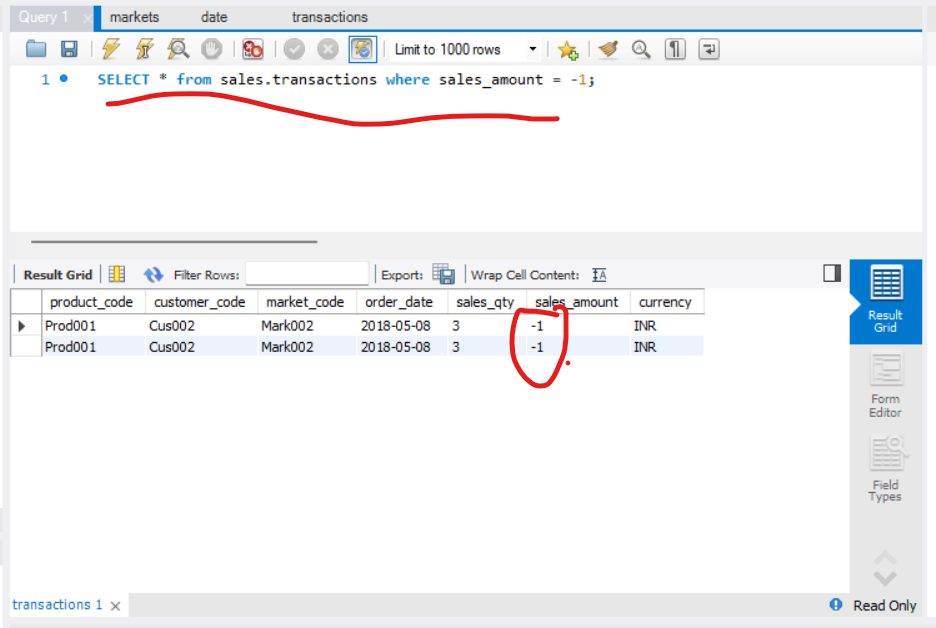 Query 1 markets date transactions
Limit to 1000 rows
1 SELECT * from sales.transactions where sales_amount = -1;
Result Grid Filter Rows: Export: Wrap Cell Content:
product_code customer_code market_code order_date sales_qty sales_amount currency
Prod001 Cus002 Mark002 2018-05-08 3 -1 INR
Prod001 Cus002 Mark002 2018-05-08 3 -1 INR
Result
Grid
Form
Editor
Field
Types
transactions 1 Read Only